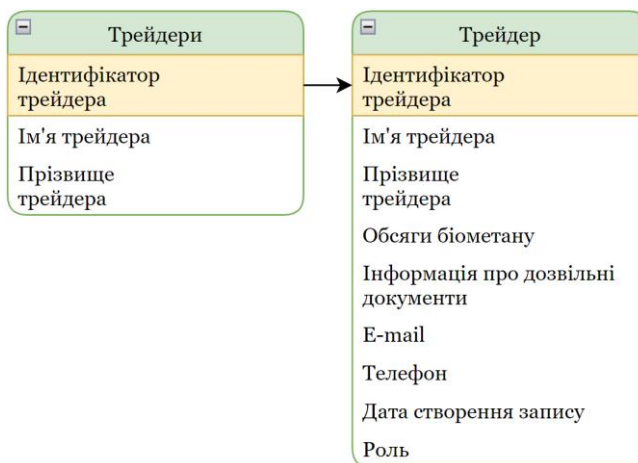 Трейдери
Ідентифікатор
трейдера
Ім'я трейдера
Прізвище
трейдера
Трейдер
Ідентифікатор
трейдера
Ім'я трейдера
Прізвище
трейдера
Обсяги біометану
Інформація про дозвільні
документи
E-mail
Телефон
Дата створення запису
Роль